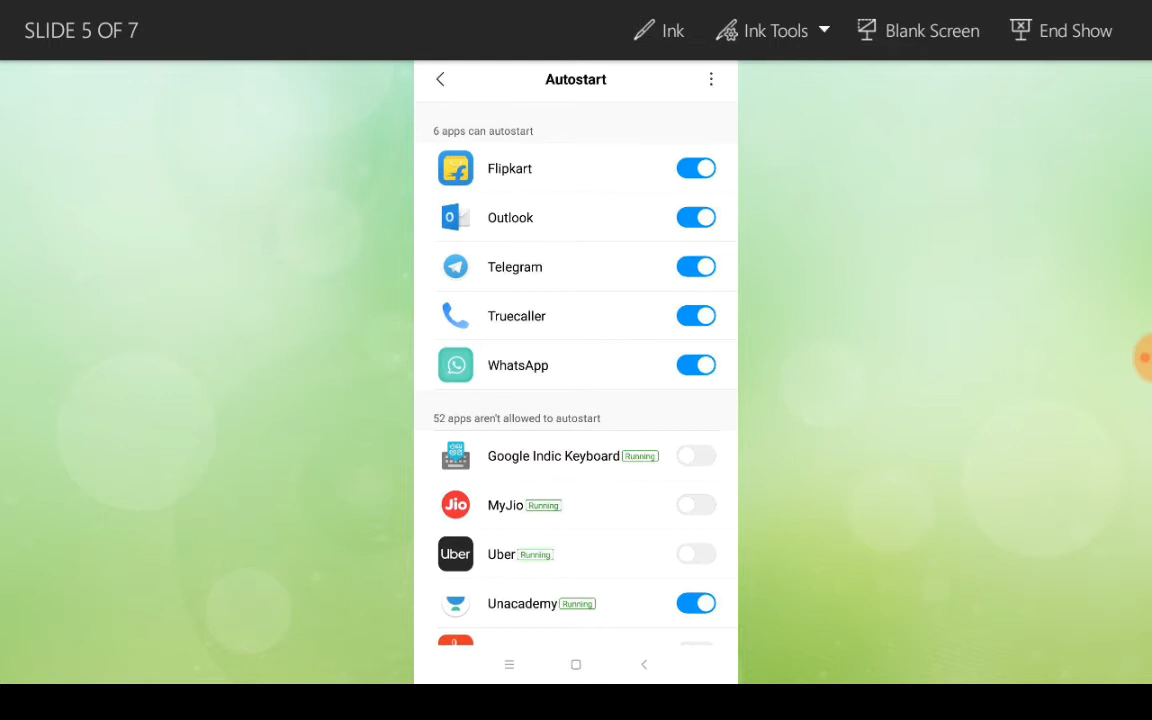 SLIDE 5 OF 7
Ink
Ink Tools
Blank Screen
End Show
Autostart
6 apps can autostart
Flipkart
Outlook
Telegram
Truecaller
WhatsApp
52 apps aren't allowed to autostart
Google Indic Keyboard Running
Jio
MyJio Running
Uber
Uber Running
Unacademy Running